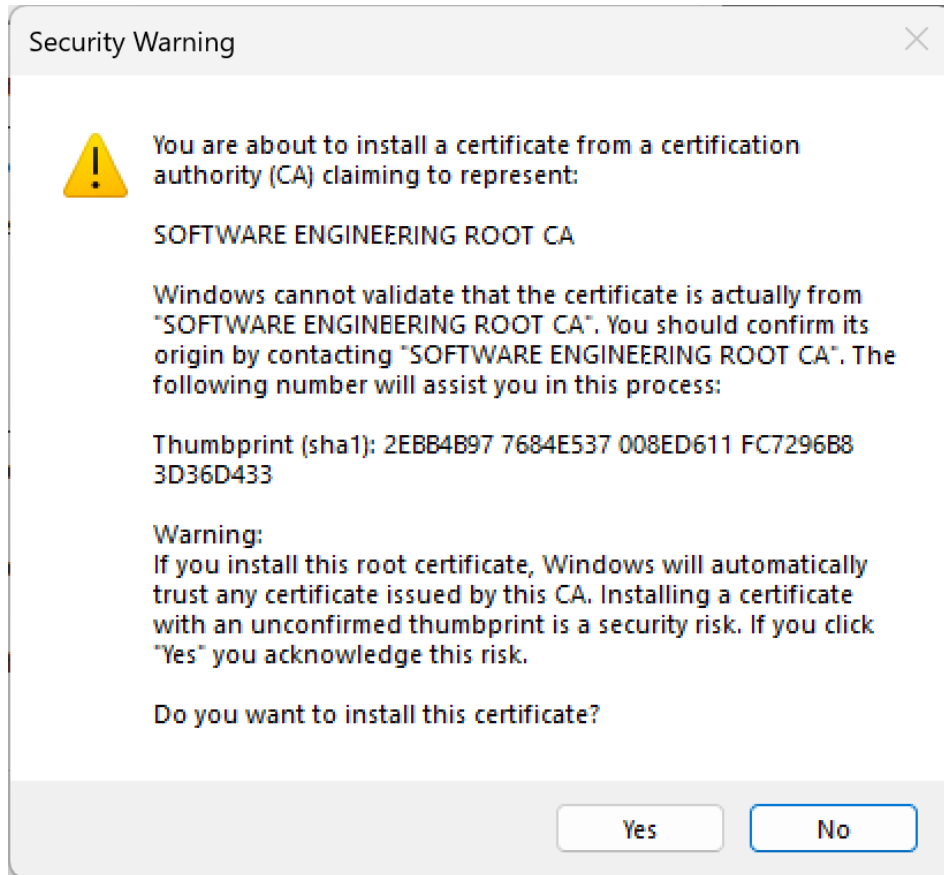 Security Warning
You are about to install a certificate from a certification
authority (CA) claiming to represent:
SOFTWARE ENGINEERING ROOT CA
Windows cannot validate that the certificate is actually from
"SOFTWARE ENGINEERING ROOT CA". You should confirm its
origin by contacting "SOFTWARE ENGINEERING ROOT CA". The
following number will assist you in this process:
Thumbprint (sha1): 2EBB4B97 7684E537 008ED611 FC7296B8
3D36D433
Warning:
If you install this root certificate, Windows will automatically
trust any certificate issued by this CA. Installing a certificate
with an unconfirmed thumbprint is a security risk. If you click
"Yes" you acknowledge this risk.
Do you want to install this certificate?
Yes
No